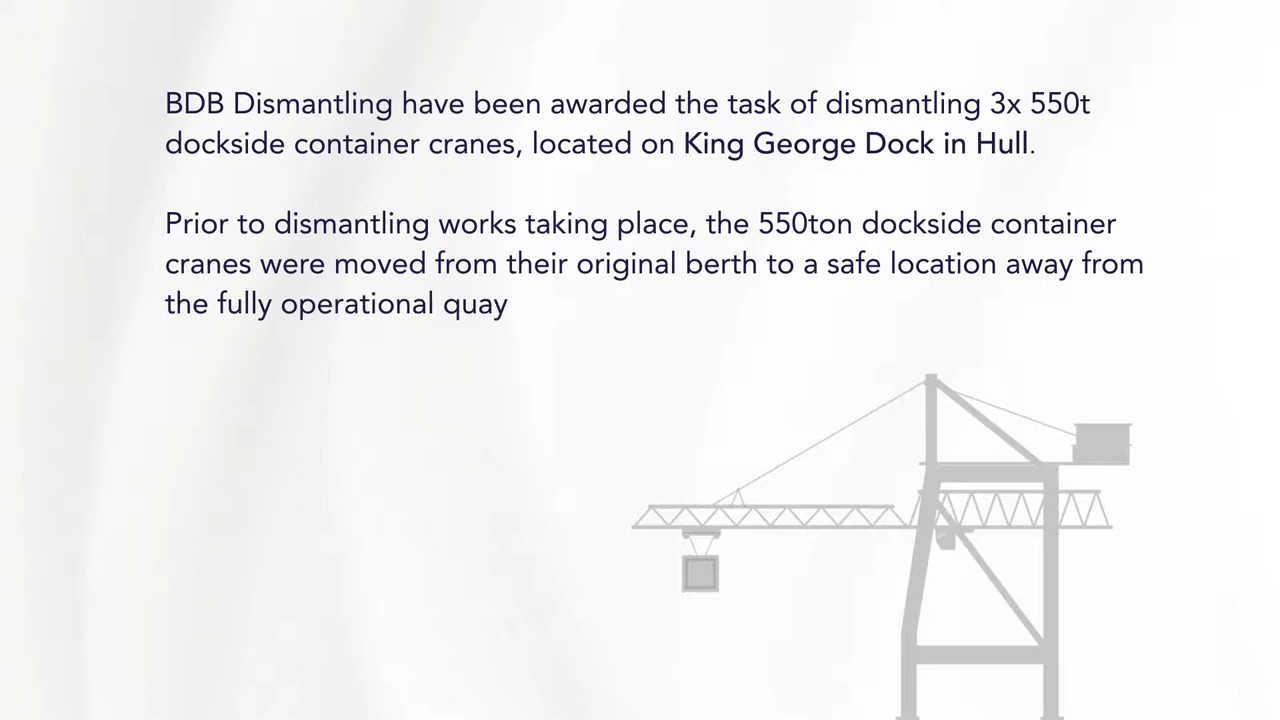 BDB Dismantling have been awarded the task of dismantling 3x 550t
dockside container cranes, located on King George Dock in Hull.
Prior to dismantling works taking place, the 550ton dockside container
cranes were moved from their original berth to a safe location away from
the fully operational quay